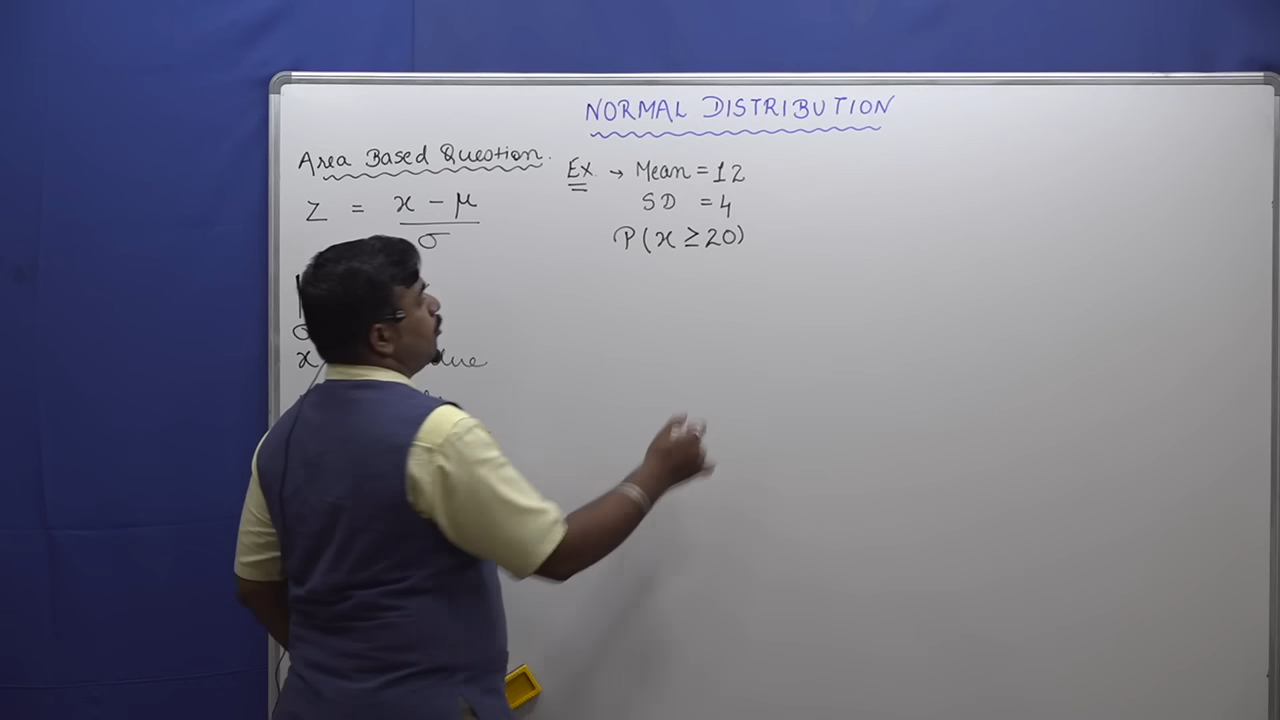 NORMAL DISTRIBUTION
Area Based Question.
z = x - μ
σ
x
Ex. → Mean = 12
SD = 4
P(x ≥ 20)